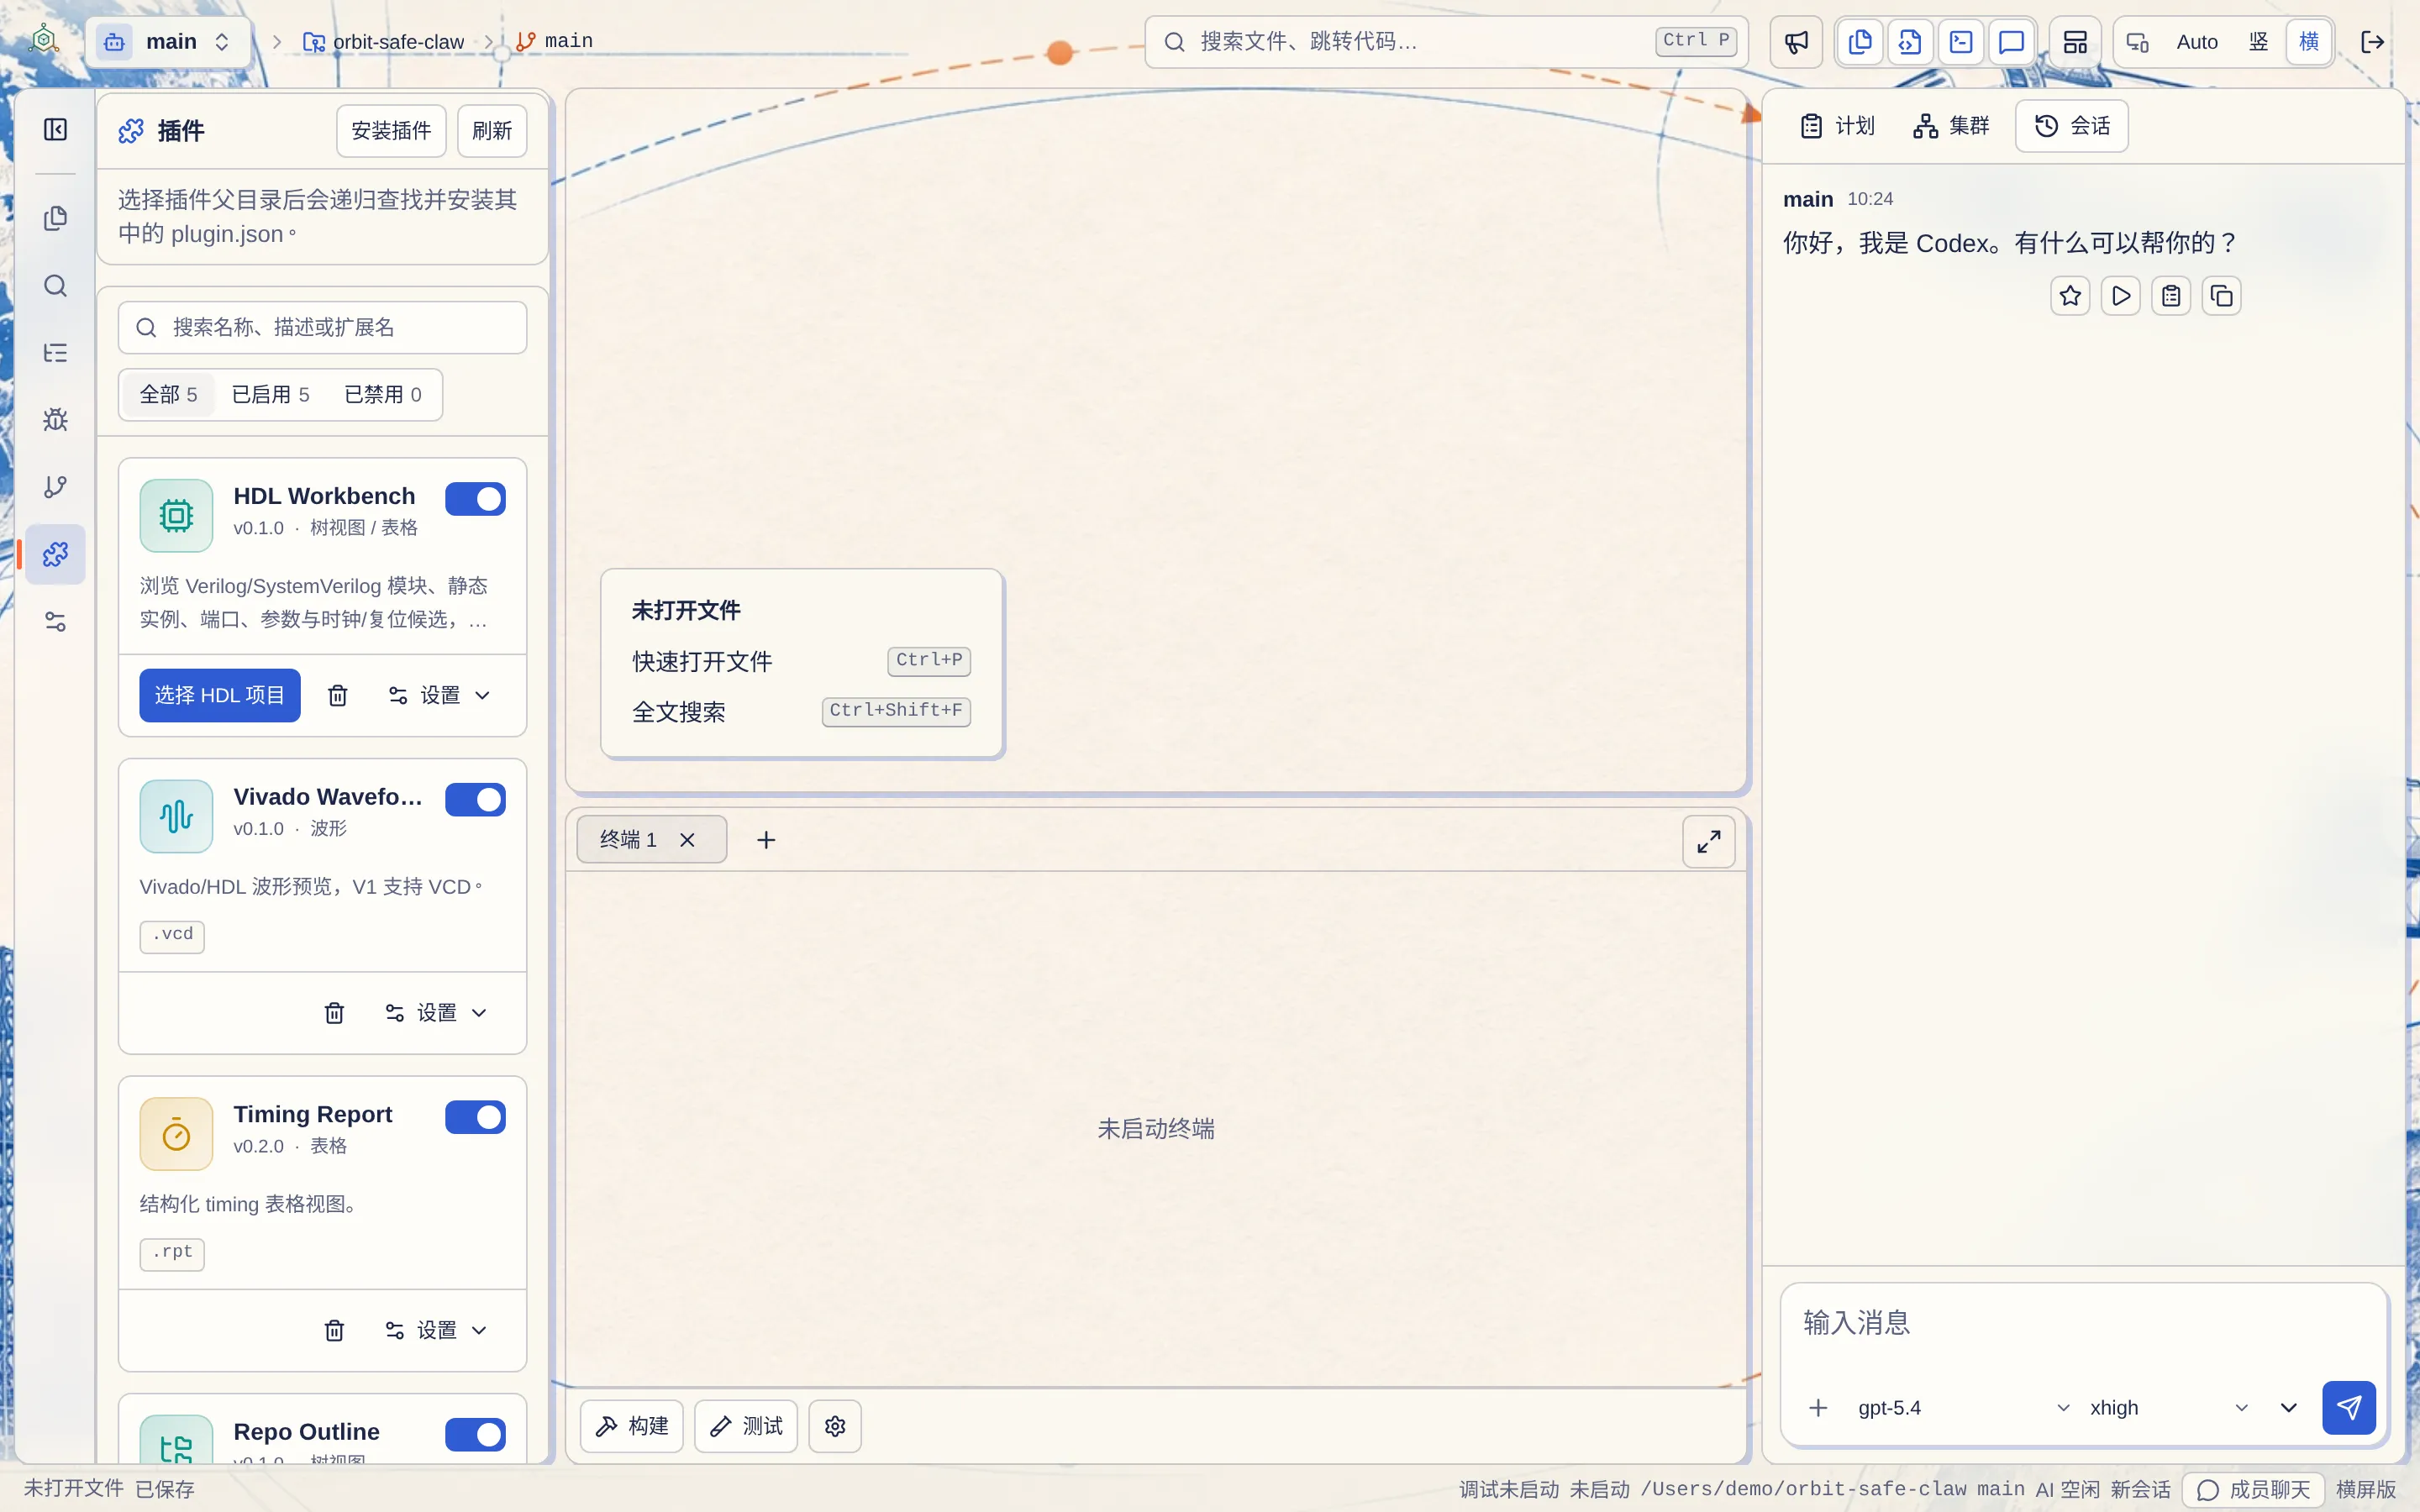 main
orbit-safe-claw
main
搜索文件、跳转代码…
Ctrl P
Auto
竖
横
插件
安装插件
刷新
选择插件父目录后会递归查找并安装其
中的 plugin.json。
搜索名称、描述或扩展名
全部 5
已启用 5
已禁用 0
HDL Workbench
v0.1.0 · 树视图 / 表格
浏览 Verilog/SystemVerilog 模块、静态
实例、端口、参数与时钟/复位候选，…
选择 HDL 项目
设置
Vivado Wavefo…
v0.1.0 · 波形
Vivado/HDL 波形预览，V1 支持 VCD。
.vcd
设置
Timing Report
v0.2.0 · 表格
结构化 timing 表格视图。
.rpt
设置
Repo Outline
v0.1.0 · 树视图
未打开文件
快速打开文件
Ctrl+P
全文搜索
Ctrl+Shift+F
终端 1
未启动终端
构建
测试
计划
集群
会话
main 10:24
你好，我是 Codex。有什么可以帮你的？
输入消息
gpt-5.4
xhigh
未打开文件 已保存
调试未启动 未启动 /Users/demo/orbit-safe-claw main AI 空闲 新会话 成员聊天 横屏版